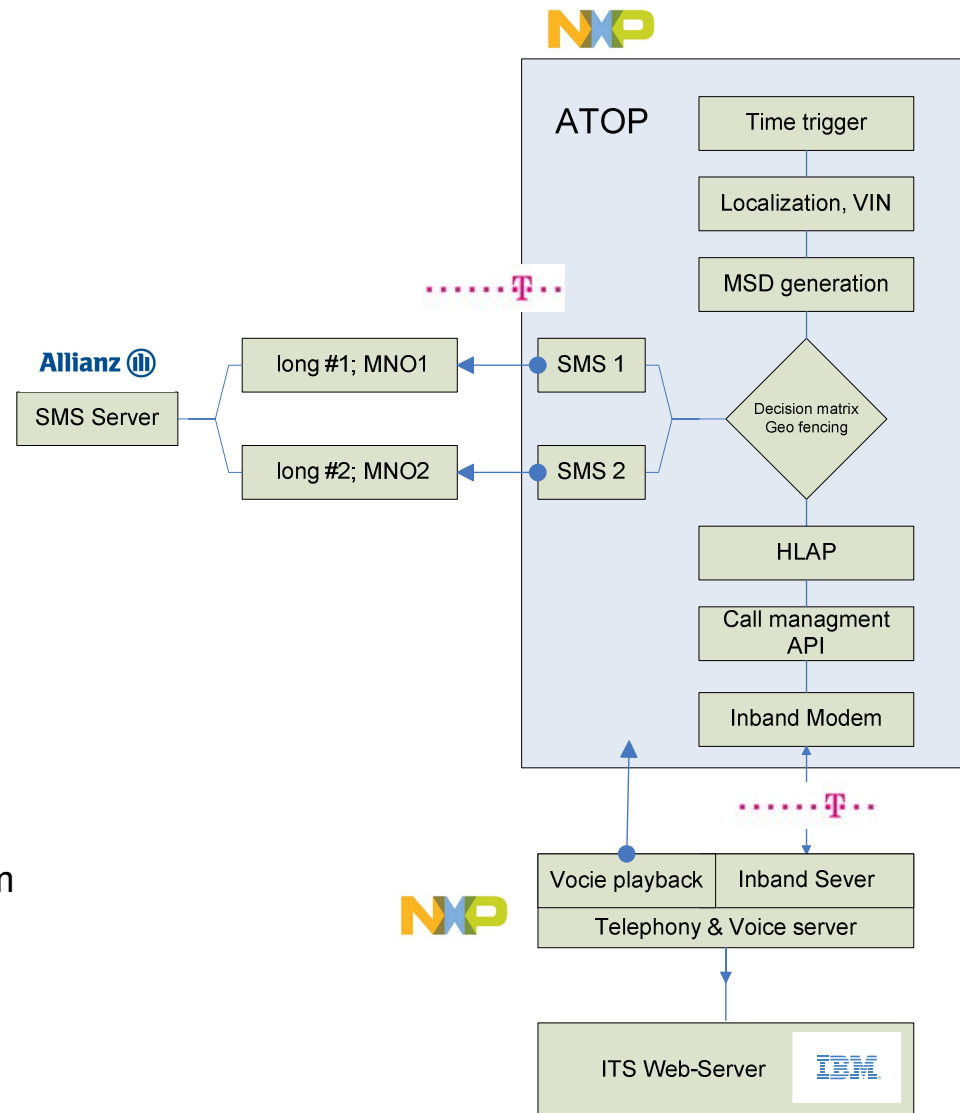 NXP
ATOP
Time trigger
Localization, VIN
MSD generation
T
Allianz
long #1; MNO1
SMS 1
SMS Server
Decision matrix
Geo fencing
long #2; MNO2
SMS 2
HLAP
Call managment
API
Inband Modem
T
m
Vocie playback
Inband Sever
NXP
Telephony & Voice server
ITS Web-Server
IBM